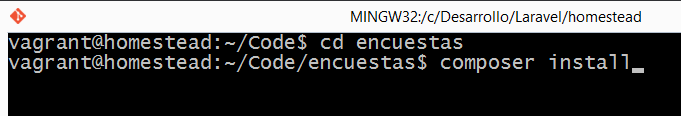 MINGW32:/c/Desarrollo/Laravel/homestead
vagrant@homestead:~/Code$ cd encuestas
vagrant@homestead:~/Code/encuestas$ composer install